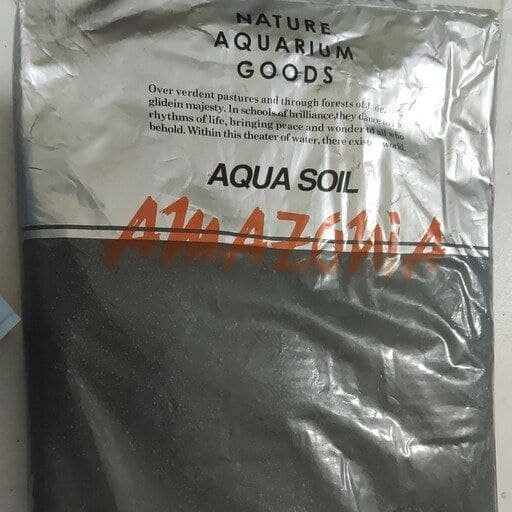 NATURE
AQUARIUM
GOODS
Over verdent pastures and through forests of
glidein majesty. In schools of brilliance, they dance to
rhythms of life, bringing peace and wonder to all who
behold. Within this theater of water, there exist world.
AQUA SOIL
AMAZONIA